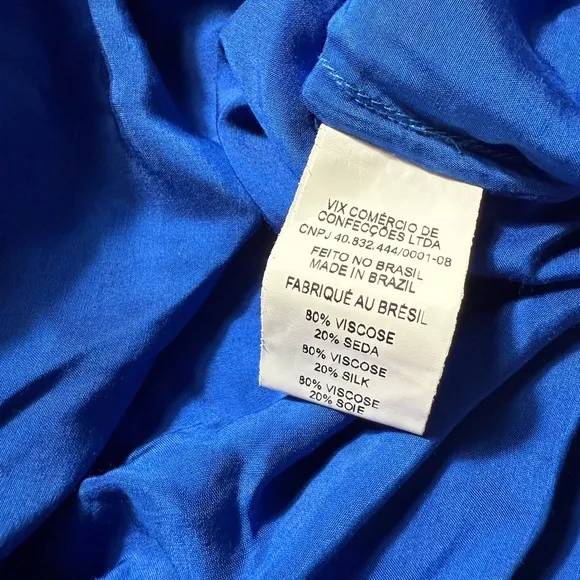 VIX COMÉRCIO DE
CONFECÇÕES LTDA
CNPJ 40.832.444/0001-08
FEITO NO BRASIL
MADE IN BRAZIL
FABRIQUÉ AU BRÉSIL
80% VISCOSE
20% SEDA
80% VISCOSE
20% SILK
80% VISCOSE
20% SOIE